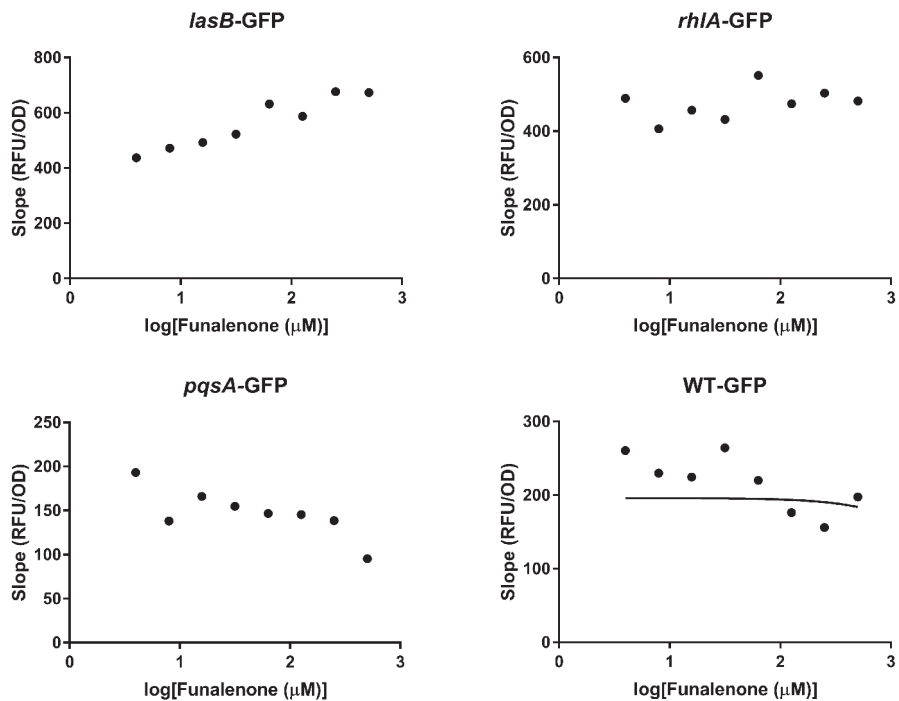 lasB-GFP
Slope (RFU/OD)
800
600
400
200
0
0 1 2 3
log[Funalenone (μM)]
rhlA-GFP
Slope (RFU/OD)
600
400
200
0
0 1 2 3
log[Funalenone (μM)]
pqsA-GFP
Slope (RFU/OD)
250
200
150
100
50
0
0 1 2 3
log[Funalenone (μM)]
WT-GFP
Slope (RFU/OD)
300
200
100
0
0 1 2 3
log[Funalenone (μM)]